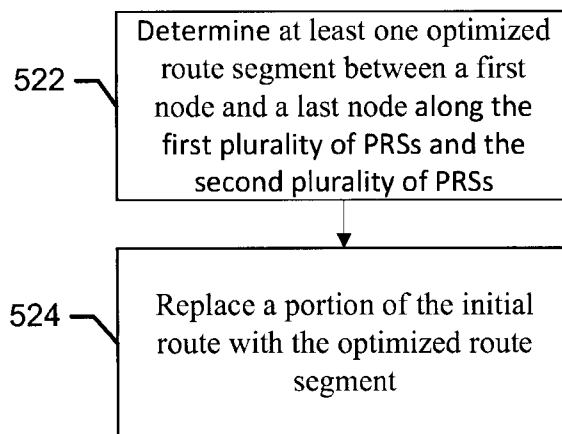 522
Determine at least one optimized
route segment between a first
node and a last node along the
first plurality of PRSs and the
second plurality of PRSs
524
Replace a portion of the initial
route with the optimized route
segment